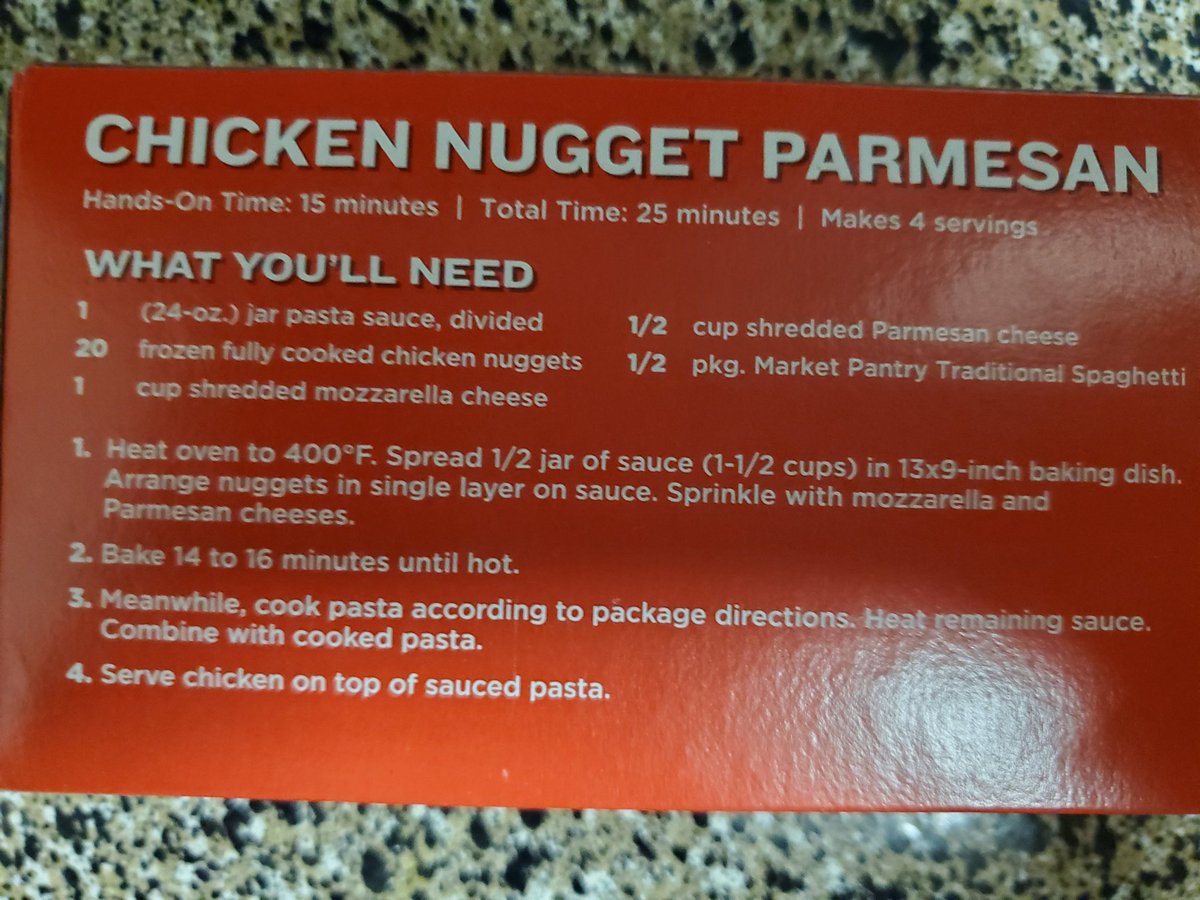 CHICKEN NUGGET PARMESAN
Hands-On Time: 15 minutes | Total Time: 25 minutes | Makes 4 servings
WHAT YOU'LL NEED
1 (24-oz.) jar pasta sauce, divided
20 frozen fully cooked chicken nuggets
1 cup shredded mozzarella cheese
1/2 cup shredded Parmesan cheese
1/2 pkg. Market Pantry Traditional Spaghetti
1. Heat oven to 400°F. Spread 1/2 jar of sauce (1-1/2 cups) in 13x9-inch baking dish.
Arrange nuggets in single layer on sauce. Sprinkle with mozzarella and
Parmesan cheeses.
2. Bake 14 to 16 minutes until hot.
3. Meanwhile, cook pasta according to package directions. Heat remaining sauce.
Combine with cooked pasta.
4. Serve chicken on top of sauced pasta.